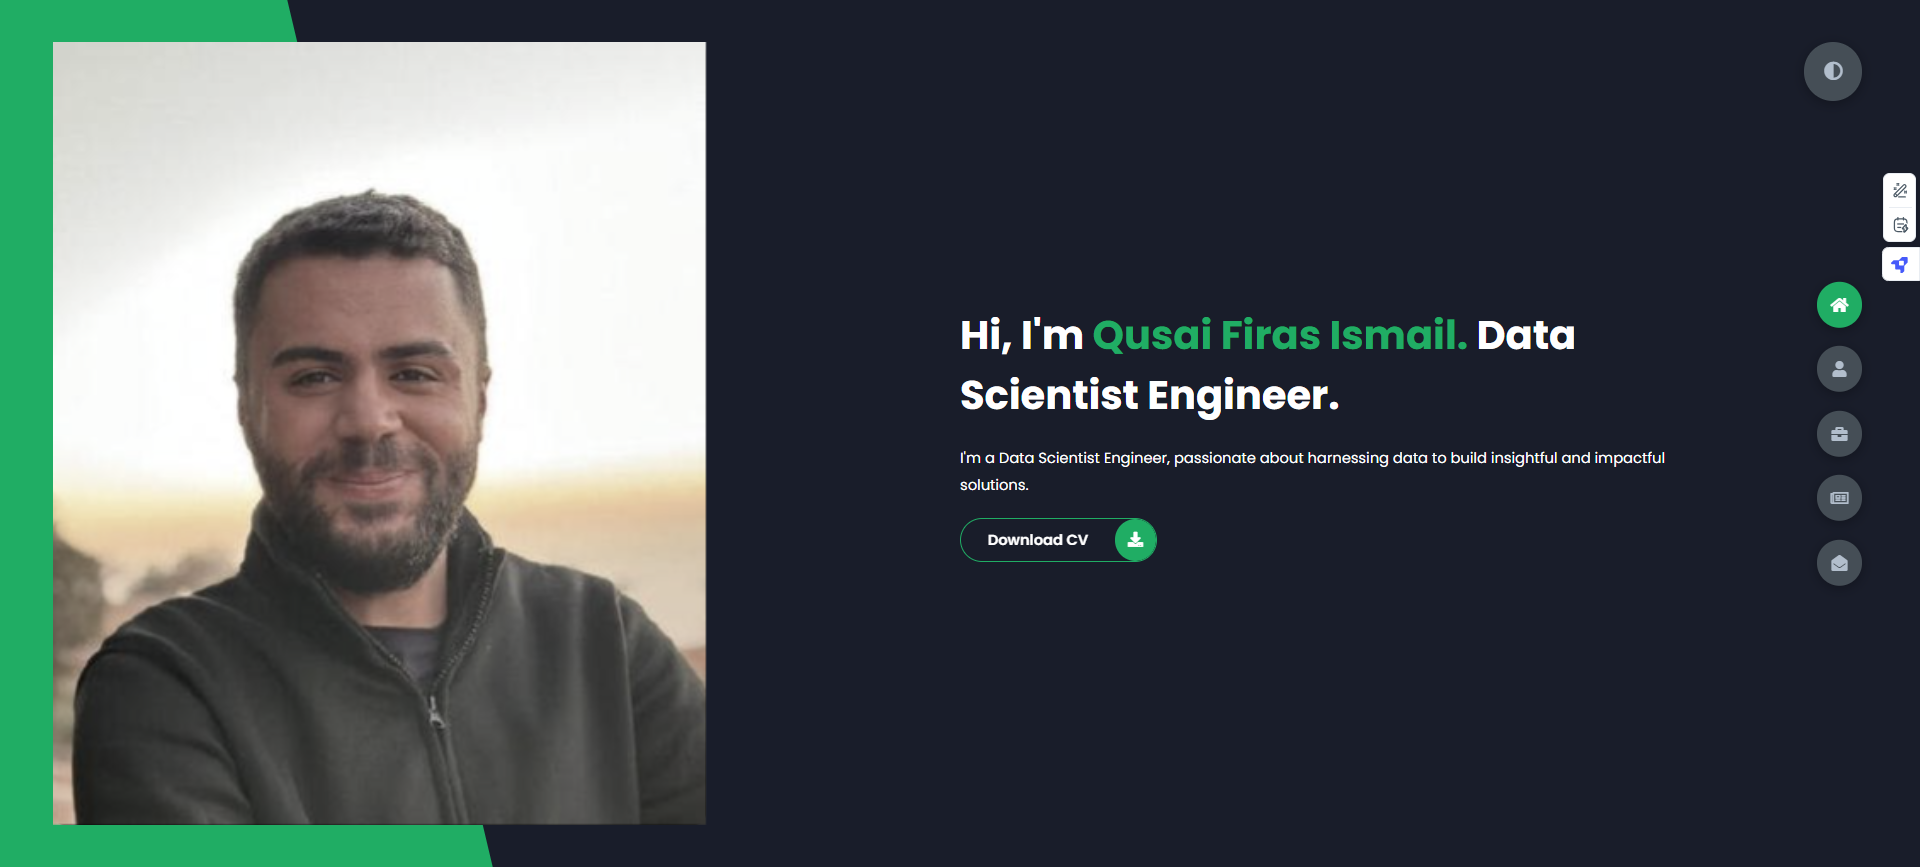 Hi, I'm Qusai Firas Ismail. Data
Scientist Engineer.
I'm a Data Scientist Engineer, passionate about harnessing data to build insightful and impactful
solutions.
Download CV